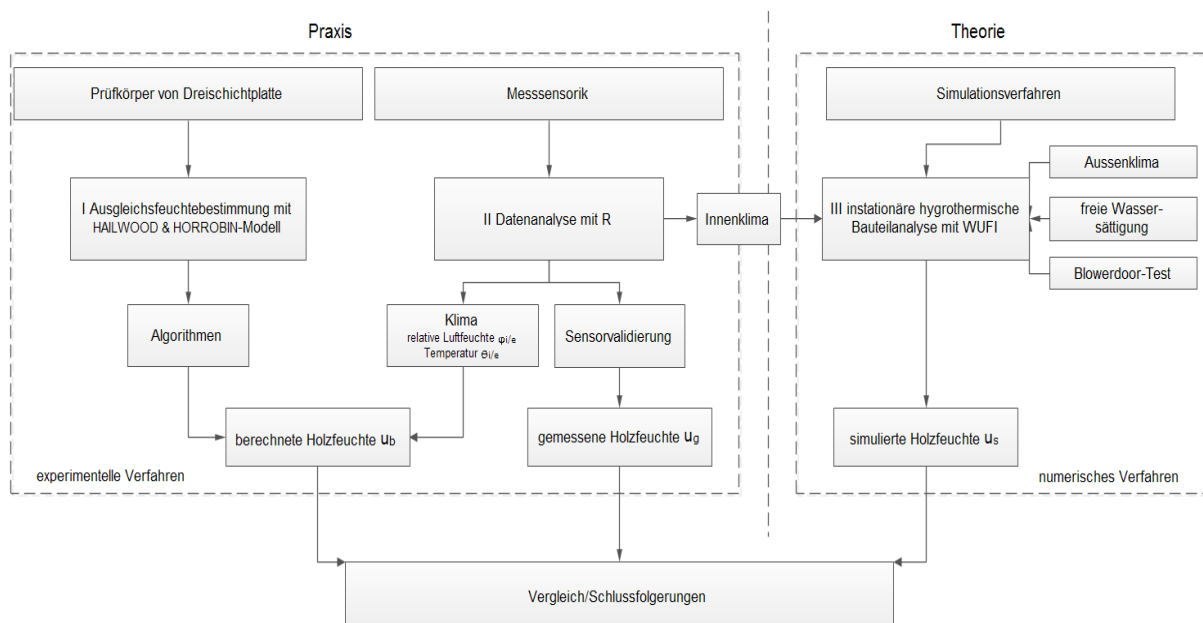 Praxis
Theorie
Prüfkörper von Dreischichtplatte
Messsensorik
Simulationsverfahren
I Ausgleichsfeuchtebestimmung mit
HAILWOOD & HORROBIN-Modell
II Datenanalyse mit R
Innenklima
III instationäre hygrothermische
Bauteilanalyse mit WUFI
Aussenklima
freie Wasser-
sättigung
Blowerdoor-Test
Algorithmen
Klima
relative Luftfeuchte φi/e
Temperatur Θi/e
Sensorvalidierung
berechnete Holzfeuchte ub
gemessene Holzfeuchte ug
simulierte Holzfeuchte us
experimentelle Verfahren
numerisches Verfahren
Vergleich/Schlussfolgerungen